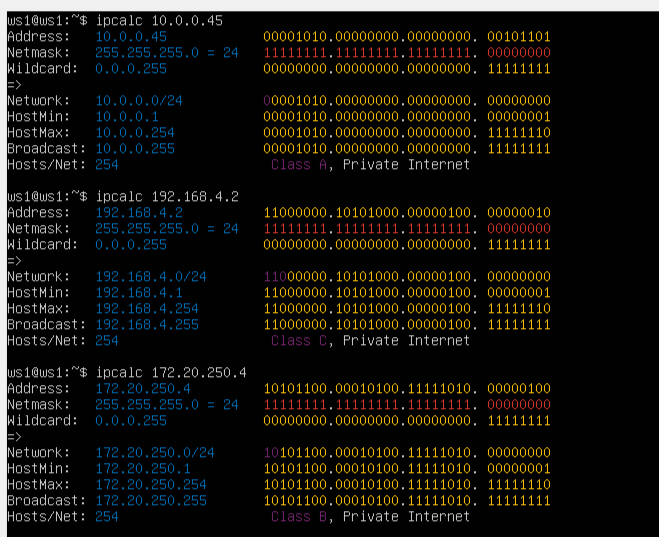 ws1@ws1:~$ ipcalc 10.0.0.45
Address:   10.0.0.45            00001010.00000000.00000000. 00101101
Netmask:   255.255.255.0 = 24   11111111.11111111.11111111. 00000000
Wildcard:  0.0.0.255            00000000.00000000.00000000. 11111111
=>
Network:   10.0.0.0/24          00001010.00000000.00000000. 00000000
HostMin:   10.0.0.1             00001010.00000000.00000000. 00000001
HostMax:   10.0.0.254           00001010.00000000.00000000. 11111110
Broadcast: 10.0.0.255           00001010.00000000.00000000. 11111111
Hosts/Net: 254                   Class A, Private Internet
ws1@ws1:~$ ipcalc 192.168.4.2
Address:   192.168.4.2          11000000.10101000.00000100. 00000010
Netmask:   255.255.255.0 = 24   11111111.11111111.11111111. 00000000
Wildcard:  0.0.0.255            00000000.00000000.00000000. 11111111
=>
Network:   192.168.4.0/24       11000000.10101000.00000100. 00000000
HostMin:   192.168.4.1          11000000.10101000.00000100. 00000001
HostMax:   192.168.4.254        11000000.10101000.00000100. 11111110
Broadcast: 192.168.4.255        11000000.10101000.00000100. 11111111
Hosts/Net: 254                   Class C, Private Internet
ws1@ws1:~$ ipcalc 172.20.250.4
Address:   172.20.250.4         10101100.00010100.11111010. 00000100
Netmask:   255.255.255.0 = 24   11111111.11111111.11111111. 00000000
Wildcard:  0.0.0.255            00000000.00000000.00000000. 11111111
=>
Network:   172.20.250.0/24      10101100.00010100.11111010. 00000000
HostMin:   172.20.250.1         10101100.00010100.11111010. 00000001
HostMax:   172.20.250.254       10101100.00010100.11111010. 11111110
Broadcast: 172.20.250.255       10101100.00010100.11111010. 11111111
Hosts/Net: 254                   Class B, Private Internet